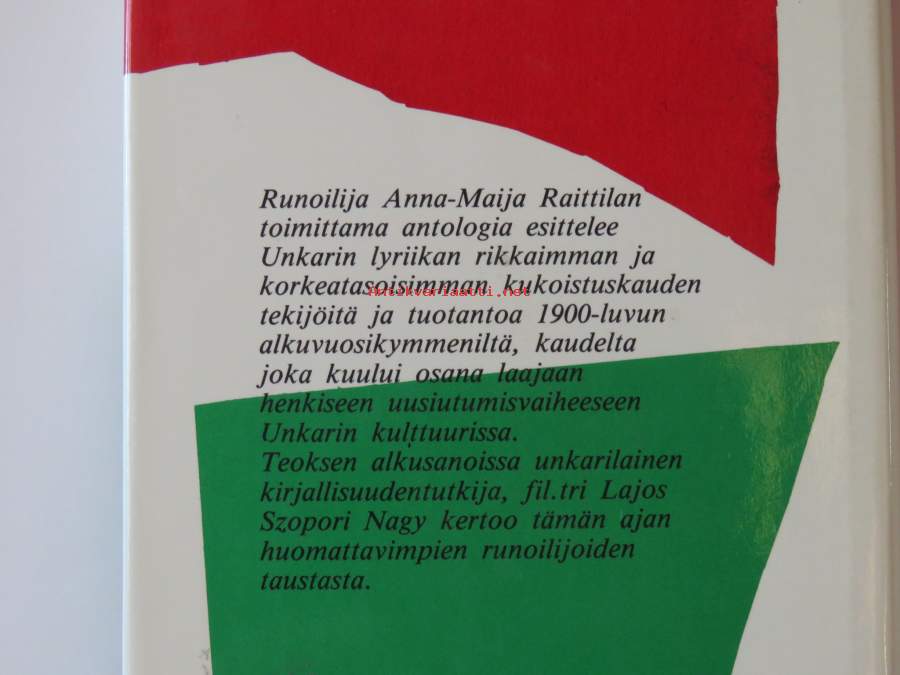 Runoilija Anna-Maija Raittilan
toimittama antologia esittelee
Unkarin lyriikan rikkaimman ja
korkeatasoisimman kukoistuskauden
antikvariaatti.net
tekijöitä ja tuotantoa 1900-luvun
alkuvuosikymmeniltä, kaudelta
joka kuului osana laajaan
henkiseen uusiutumisvaiheeseen
Unkarin kulttuurissa.
Teoksen alkusanoissa unkarilainen
kirjallisuudentutkija, fil.tri Lajos
Szopori Nagy kertoo tämän ajan
huomattavimpien runoilijoiden
taustasta.